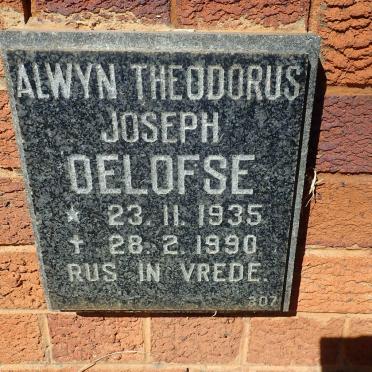 ALWYN THEODORUS
JOSEPH
OELOFSE
* 23.11.1935
† 28.2.1990
RUS IN VREDE.
307